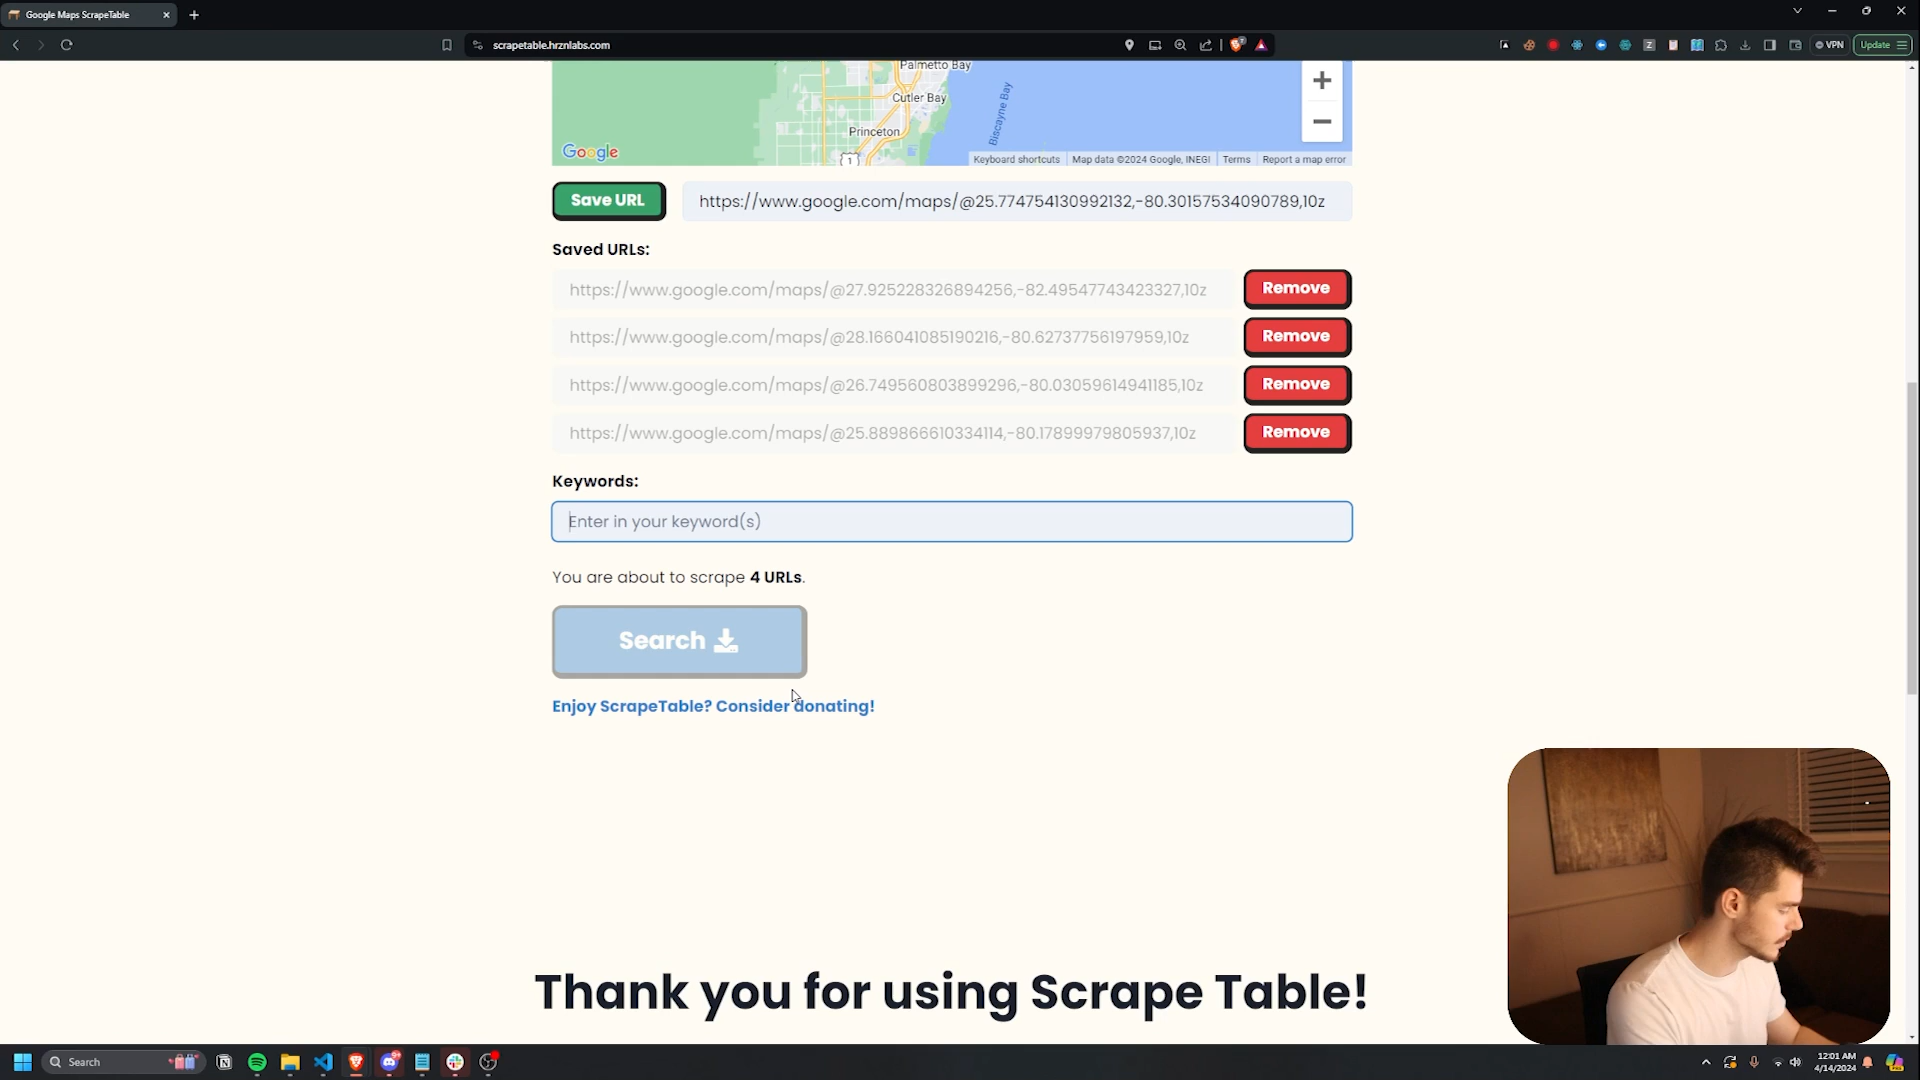 Google Maps ScrapeTable
scrapetable.hrznlabs.com
VPN
Update
Palmetto Bay
Cutler Bay
Biscayne Bay
Princeton
1
Google
Keyboard shortcuts
Map data ©2024 Google, INEGI
Terms
Report a map error
Save URL
https://www.google.com/maps/@25.774754130992132,-80.30157534090789,10z
Saved URLs:
https://www.google.com/maps/@27.925228326894256,-82.49547743423327,10z
Remove
https://www.google.com/maps/@28.166041085190216,-80.62737756197959,10z
Remove
https://www.google.com/maps/@26.749560803899296,-80.03059614941185,10z
Remove
https://www.google.com/maps/@25.889866610334114,-80.17899979805937,10z
Remove
Keywords:
Enter in your keyword(s)
You are about to scrape 4 URLs.
Search
Enjoy ScrapeTable? Consider donating!
Thank you for using Scrape Table!
Search
12:01 AM
4/14/2024